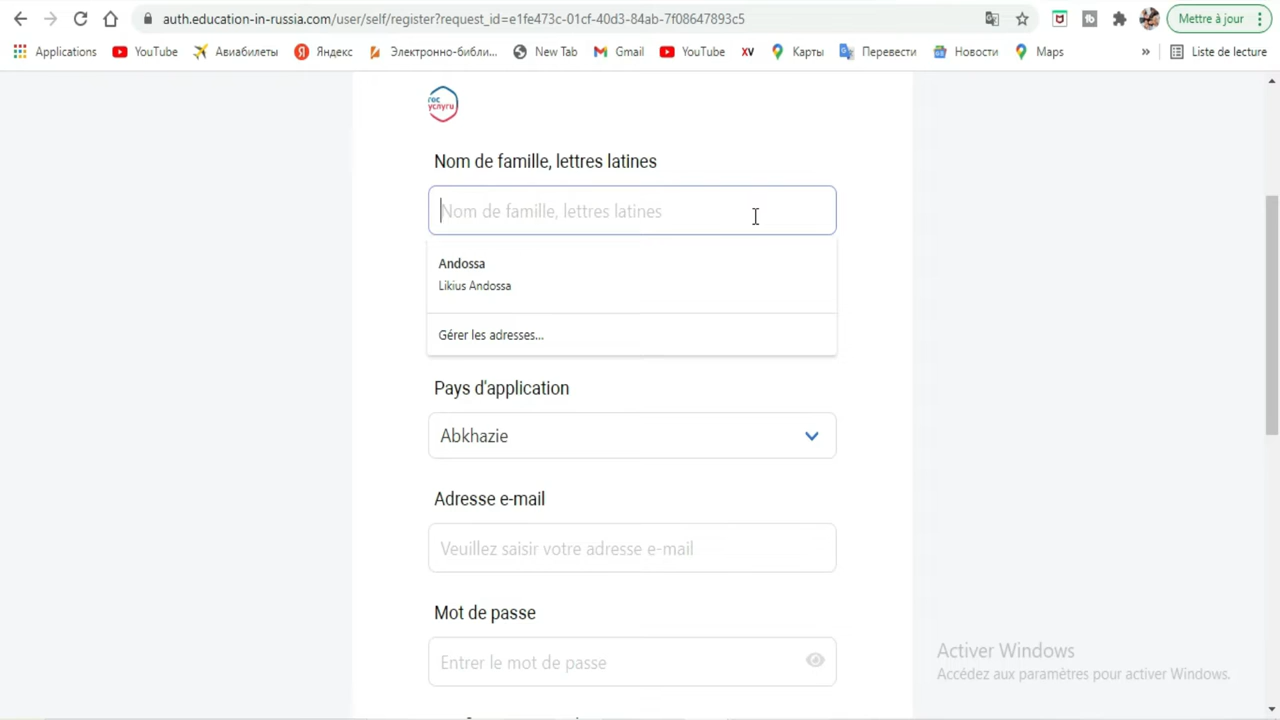 auth.education-in-russia.com/user/self/register?request_id=e1fe473c-01cf-40d3-84ab-7f08647893c5
Mettre à jour
Applications YouTube Авиабилеты Яндекс Электронно-библи... New Tab Gmail YouTube XV Карты Перевести Новости Maps » Liste de lecture
гос
услуги
Nom de famille, lettres latines
Nom de famille, lettres latines
Andossa
Likius Andossa
Gérer les adresses...
Pays d'application
Abkhazie
Adresse e-mail
Veuillez saisir votre adresse e-mail
Mot de passe
Entrer le mot de passe
Activer Windows
Accédez aux paramètres pour activer Windows.